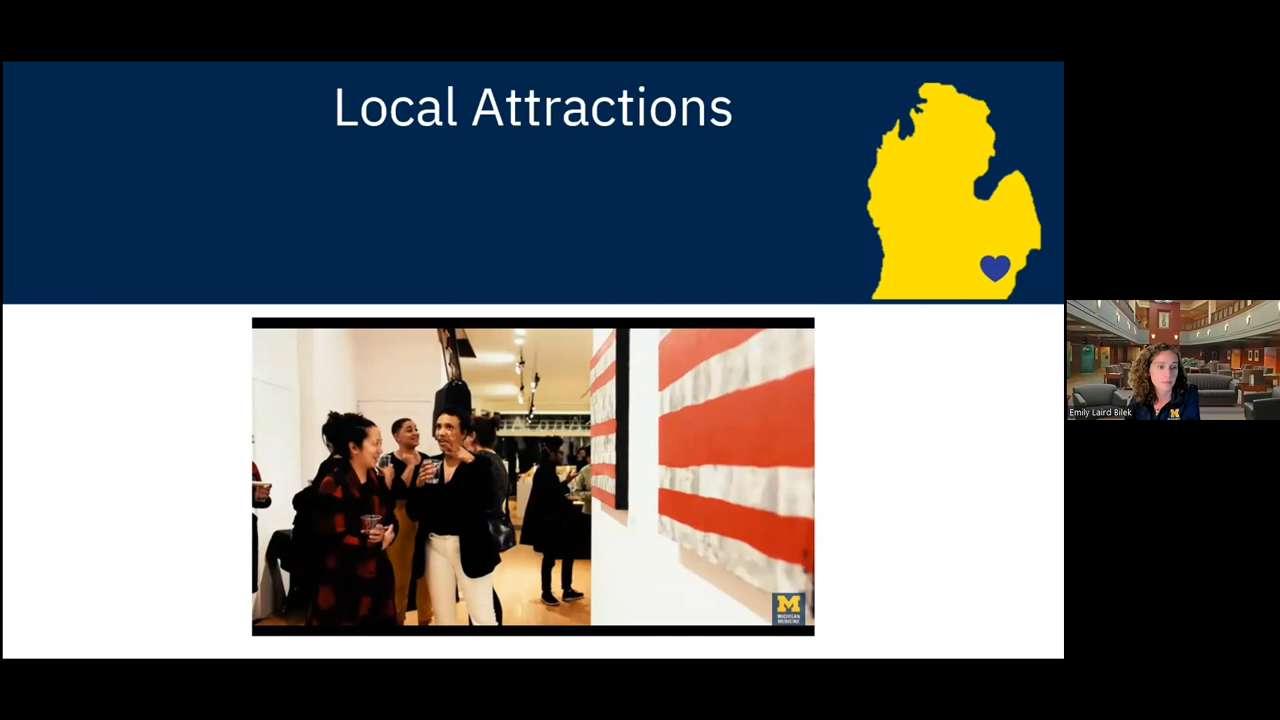 Local Attractions
M
MICHIGAN
MEDICINE
Emily Laird Bilek
M